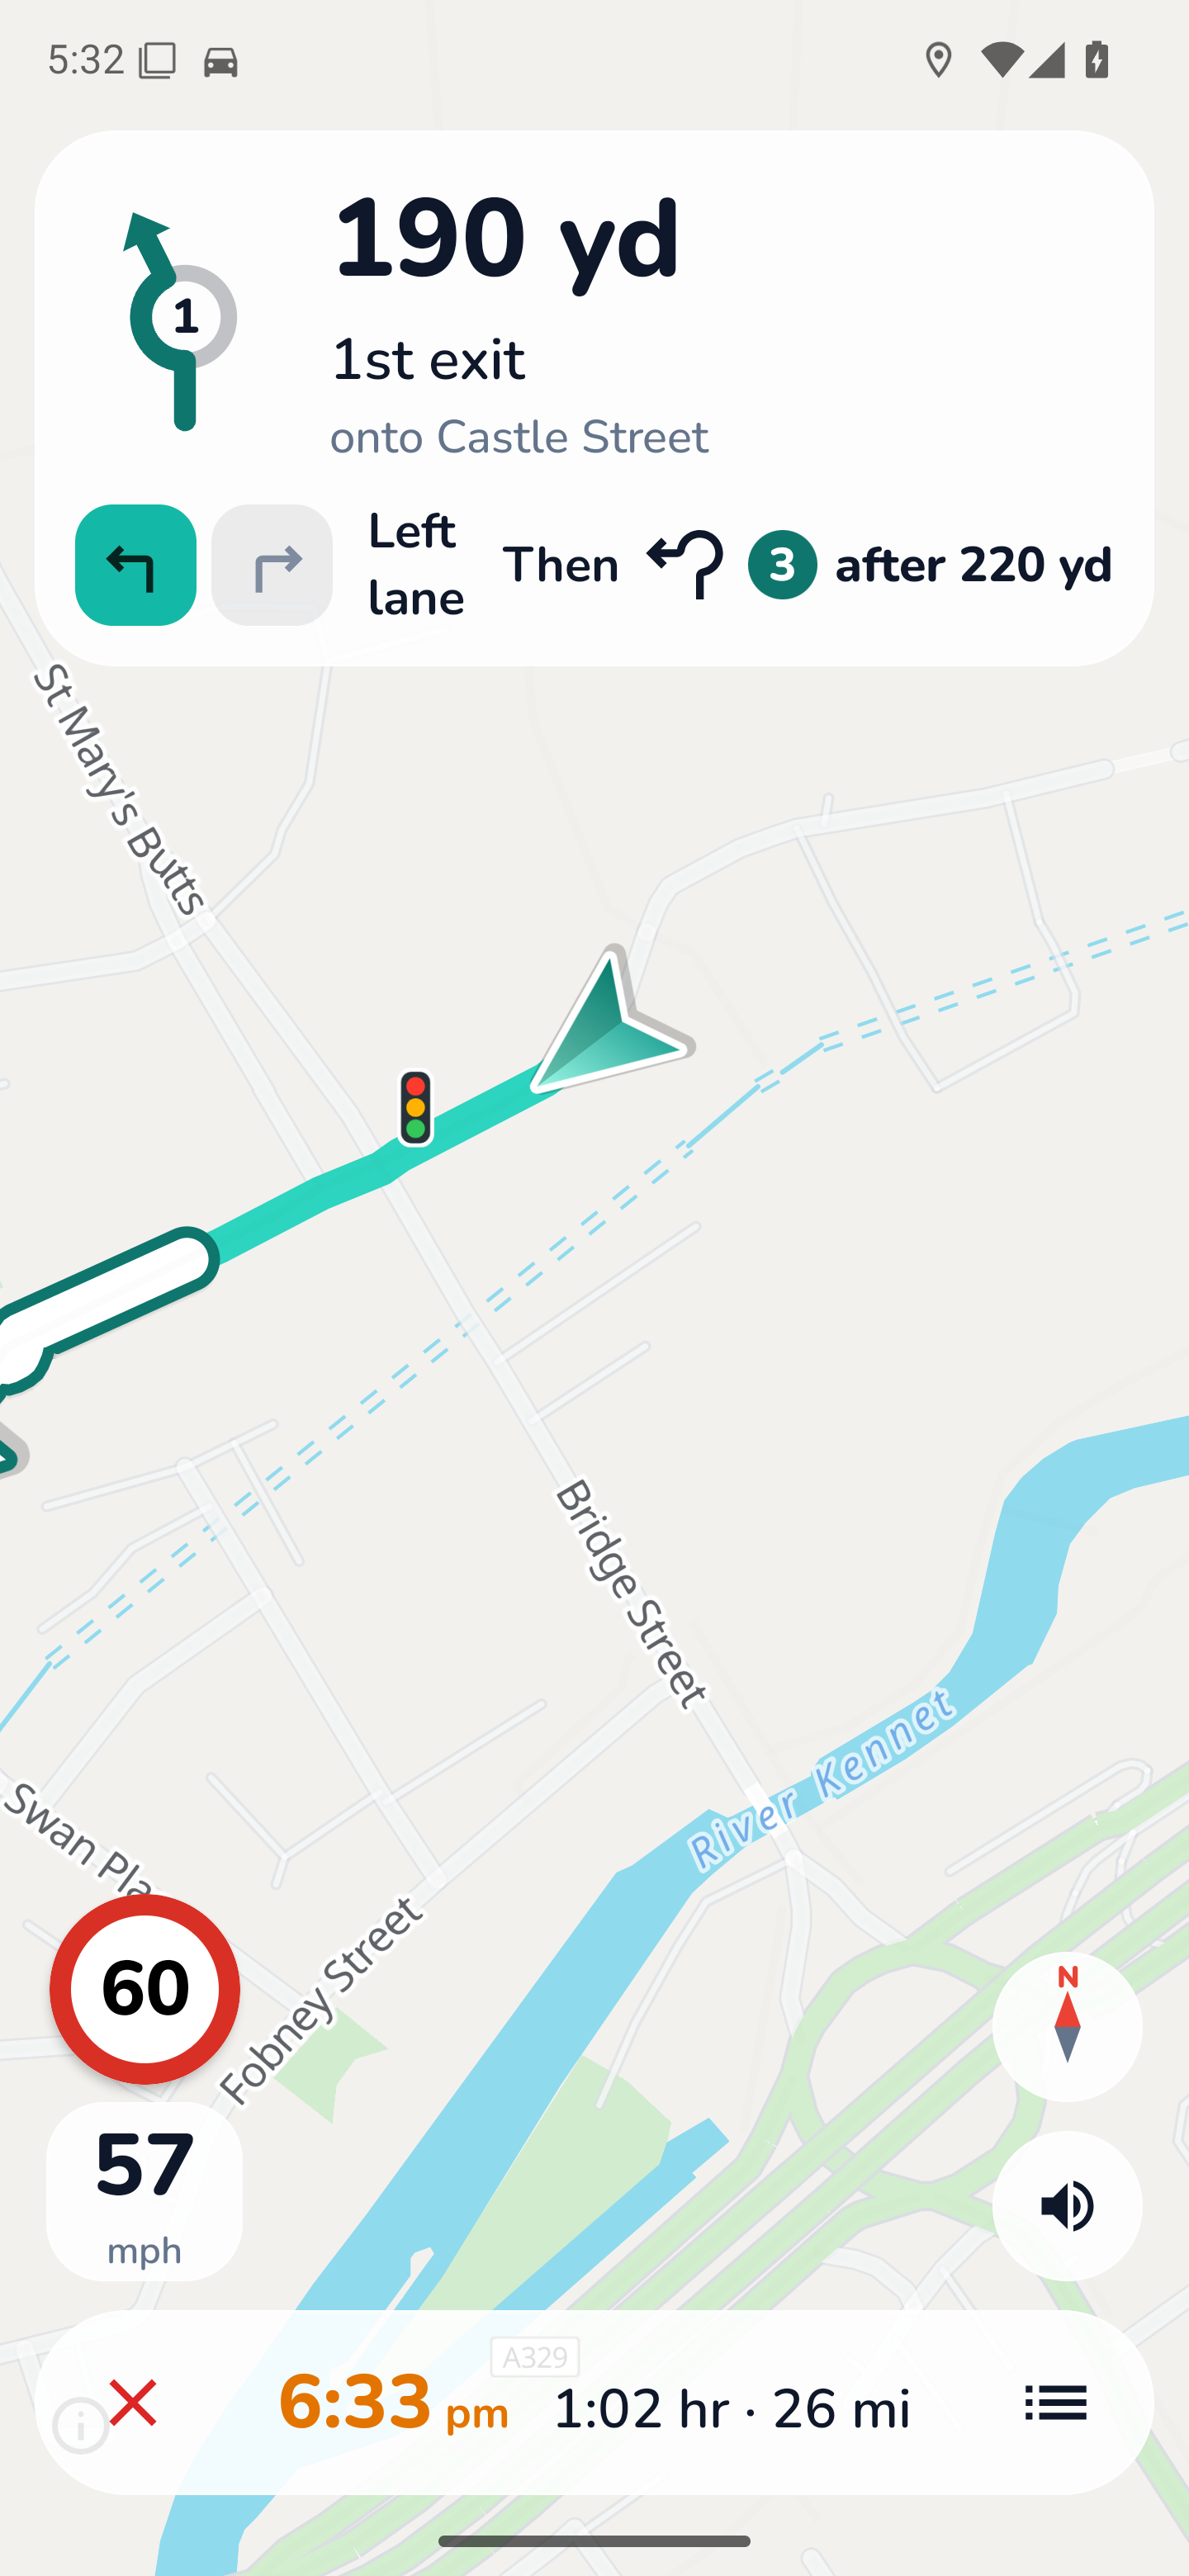 5:32
190 yd
1
1st exit
onto Castle Street
Left
lane
Then 3 after 220 yd
St Mary's Butts
Bridge Street
River Kennet
Swan Pla
Fobney Street
60
N
57
mph
A329
6:33 pm 1:02 hr · 26 mi